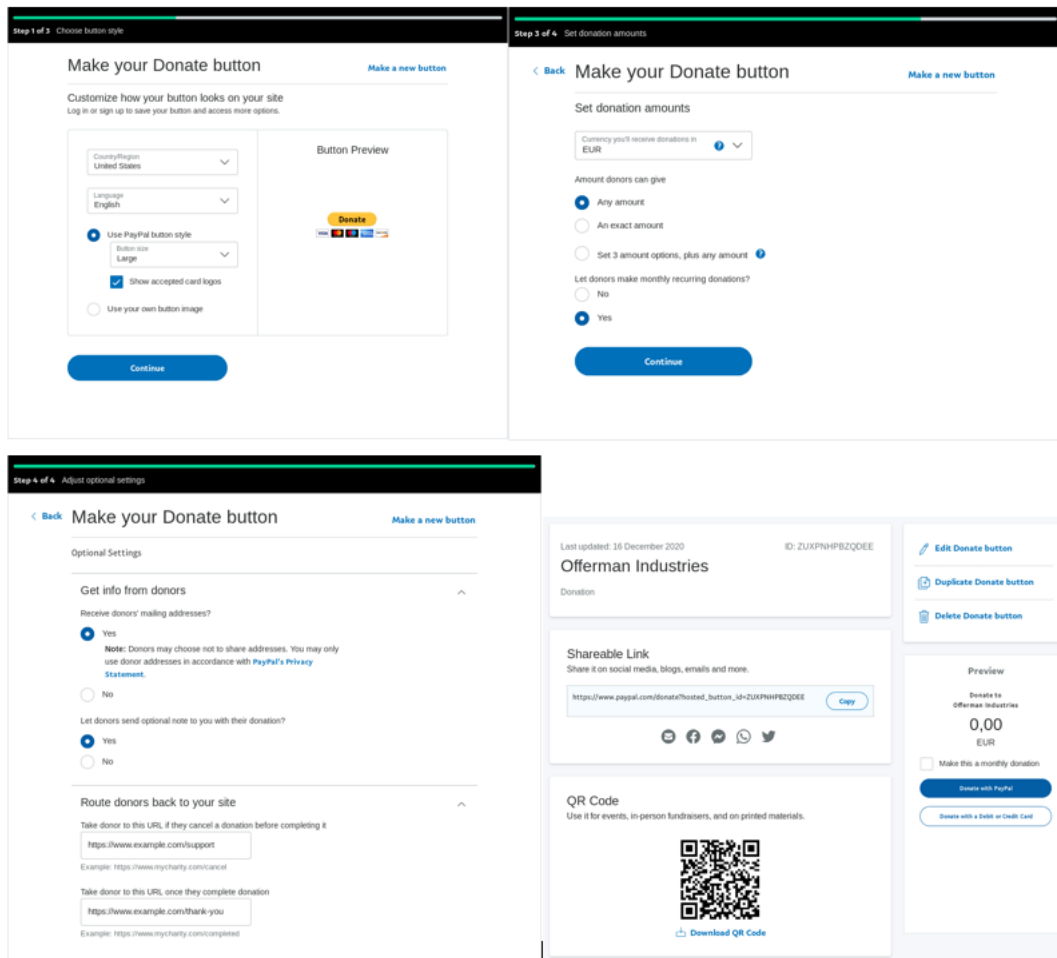 Step 1 of 3 Choose button style
Make your Donate button
Make a new button
Customize how your button looks on your site
Log in or sign up to save your button and access more options.
Country/Region
United States
Language
English
Use PayPal button style
Button size
Large
Show accepted card logos
Use your own button image
Button Preview
Donate
VISA
Continue
Step 3 of 4 Set donation amounts
Back
Make your Donate button
Make a new button
Set donation amounts
Currency you'll receive donations in
EUR
?
Amount donors can give
Any amount
An exact amount
Set 3 amount options, plus any amount ?
Let donors make monthly recurring donations?
No
Yes
Continue
Step 4 of 4 Adjust optional settings
Back
Make your Donate button
Make a new button
Optional Settings
Get info from donors
Receive donors' mailing addresses?
Yes
Note: Donors may choose not to share addresses. You may only
use donor addresses in accordance with PayPal's Privacy
Statement.
No
Let donors send optional note to you with their donation?
Yes
No
Route donors back to your site
Take donor to this URL if they cancel a donation before completing it
https://www.example.com/support
Example: https://www.mycharity.com/cancel
Take donor to this URL once they complete donation
https://www.example.com/thank-you
Example: https://www.mycharity.com/completed
Last updated: 16 December 2020
ID: ZUXPNHPBZQDEE
Offerman Industries
Donation
Shareable Link
Share it on social media, blogs, emails and more.
https://www.paypal.com/donate?hosted_button_id=ZUXPNHPBZQDEE
Copy
QR Code
Use it for events, in-person fundraisers, and on printed materials.
Download QR Code
Edit Donate button
Duplicate Donate button
Delete Donate button
Preview
Donate to
Offerman Industries
0,00
EUR
Make this a monthly donation
Donate with PayPal
Donate with a Debit or Credit Card